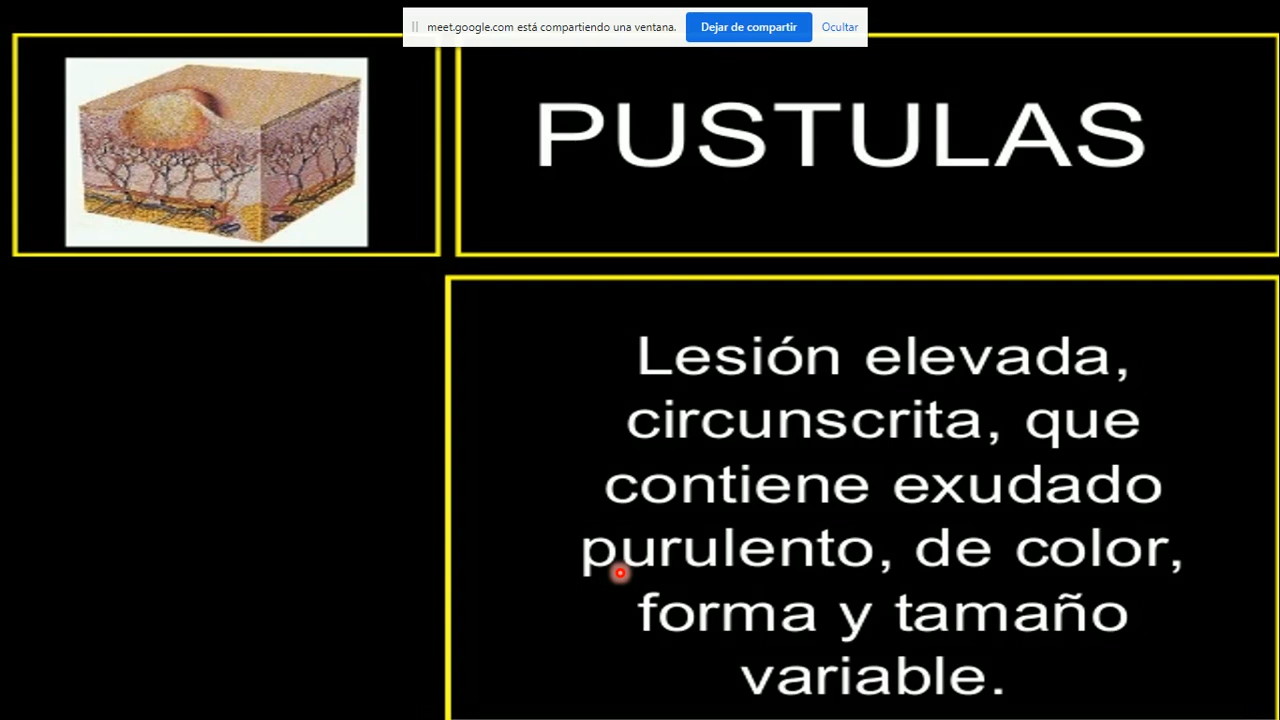 meet.google.com está compartiendo una ventana. Dejar de compartir Ocultar
PUSTULAS
Lesión elevada,
circunscrita, que
contiene exudado
purulento, de color,
forma y tamaño
variable.